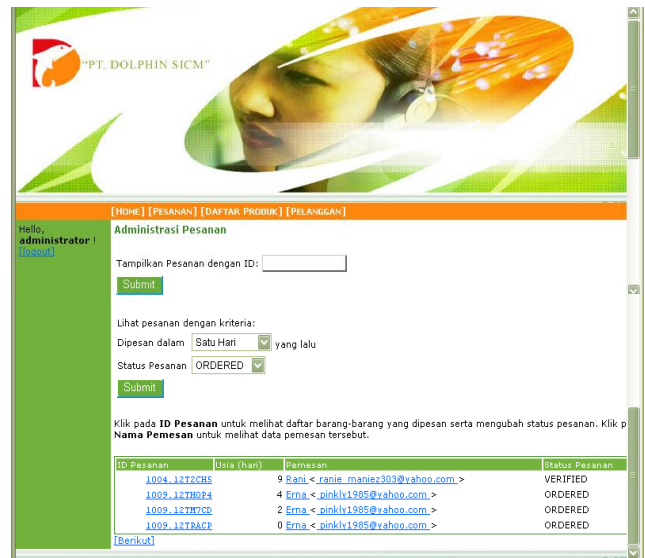 "PT. DOLPHIN SICM"
[HOME] [PESANAN] [DAFTAR PRODUK] [PELANGGAN]
Hello,
administrator !
[logout]
Administrasi Pesanan
Tampilkan Pesanan dengan ID:
Submit
Lihat pesanan dengan kriteria:
Dipesan dalam Satu Hari yang lalu
Status Pesanan ORDERED
Submit
Klik pada ID Pesanan untuk melihat daftar barang-barang yang dipesan serta mengubah status pesanan. Klik p
Nama Pemesan untuk melihat data pemesan tersebut.
ID Pesanan Usia (hari) Pemesan Status Pesanan
1004.12T2CHS 9 Rani < ranie_maniez303@yahoo.com > VERIFIED
1009.12THOP4 4 Erna < pinkly1985@yahoo.com > ORDERED
1009.12TM7CD 2 Erna < pinkly1985@yahoo.com > ORDERED
1009.12TRACP 0 Erna < pinkly1985@yahoo.com > ORDERED
[Berikut]